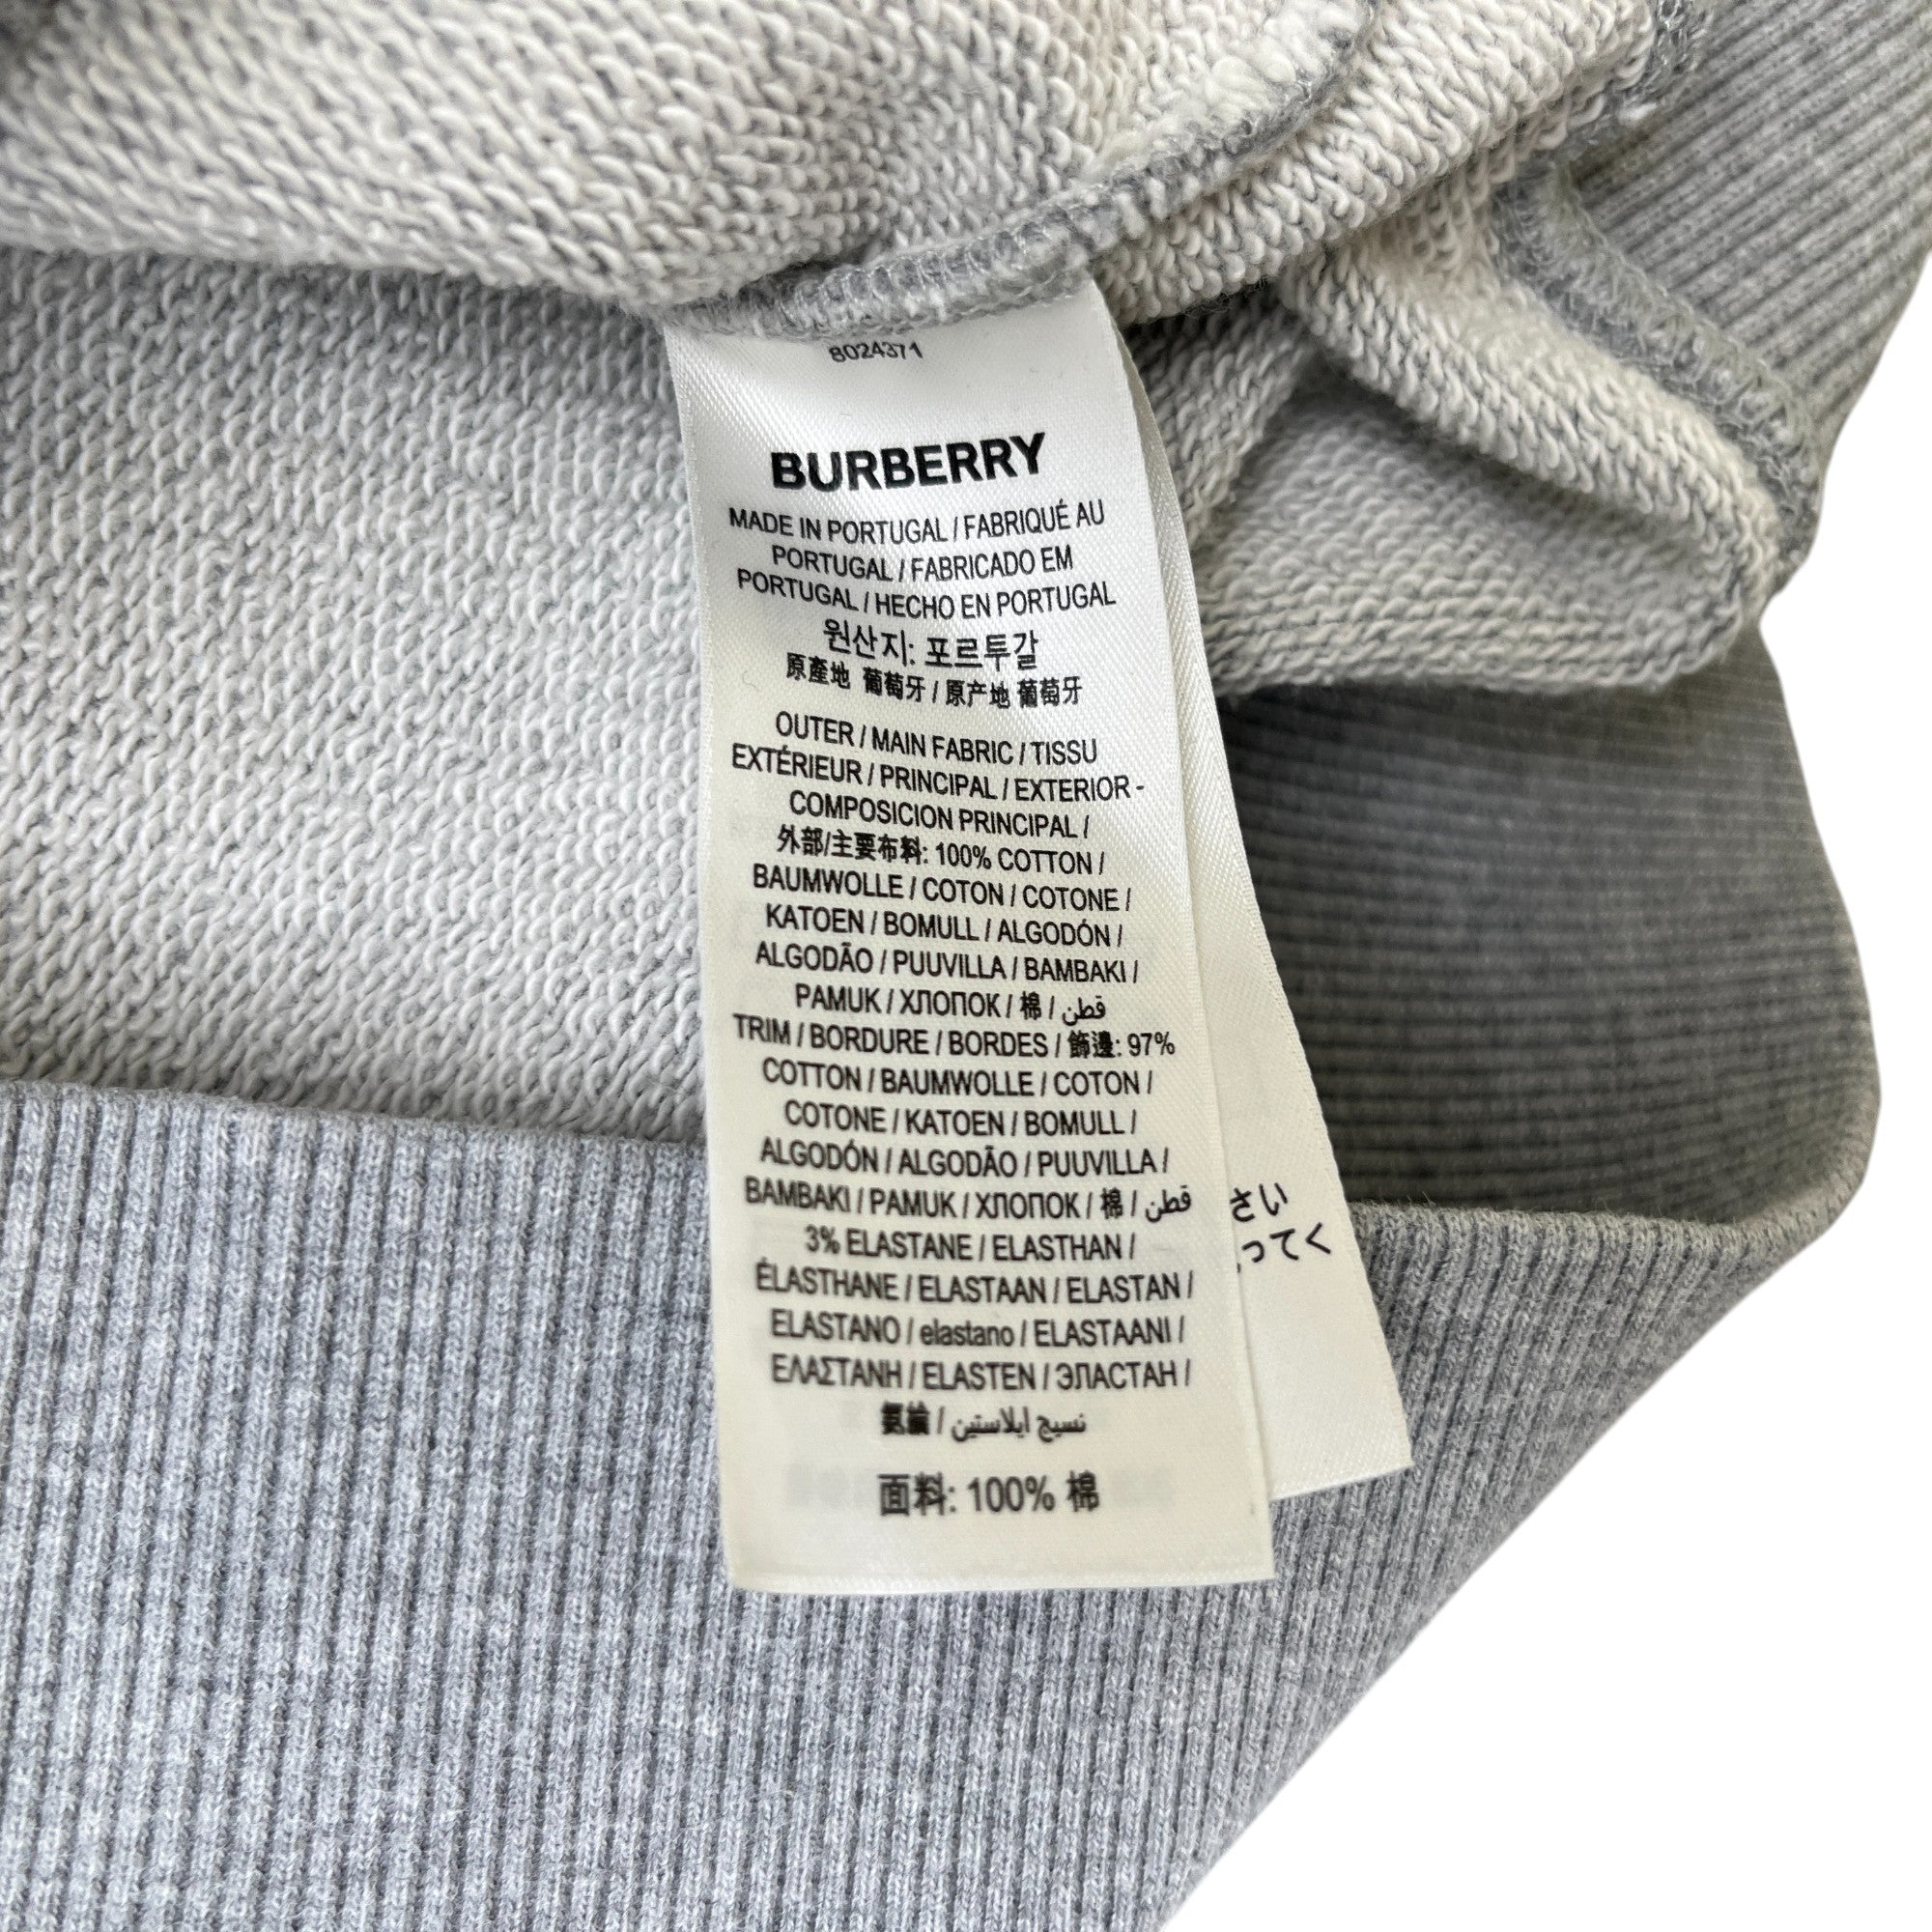 8024371
BURBERRY
MADE IN PORTUGAL / FABRIQUÉ AU
PORTUGAL / FABRICADO EM
PORTUGAL / HECHO EN PORTUGAL
원산지: 포르투갈
原產地 葡萄牙 / 原产地 葡萄牙
OUTER / MAIN FABRIC / TISSU
EXTÉRIEUR / PRINCIPAL / EXTERIOR -
COMPOSICION PRINCIPAL /
外部/主要布料: 100% COTTON /
BAUMWOLLE / COTON / COTONE /
KATOEN / BOMULL / ALGODÓN /
ALGODÃO / PUUVILLA / BAMBAKI /
PAMUK / ХЛОПОК / 棉 / قطن
TRIM / BORDURE / BORDES / 飾邊: 97%
COTTON / BAUMWOLLE / COTON /
COTONE / KATOEN / BOMULL /
ALGODÓN / ALGODÃO / PUUVILLA /
BAMBAKI / PAMUK / ХЛОПОК / 棉 / قطن
3% ELASTANE / ELASTHAN /
ÉLASTHANE / ELASTAAN / ELASTAN /
ELASTANO / elastano / ELASTAANI /
ΕΛΑΣΤΑΝΗ / ELASTEN / ЭЛАСТАН /
氨綸 / نسيج ايلاستين
面料: 100% 棉
さい
ってく